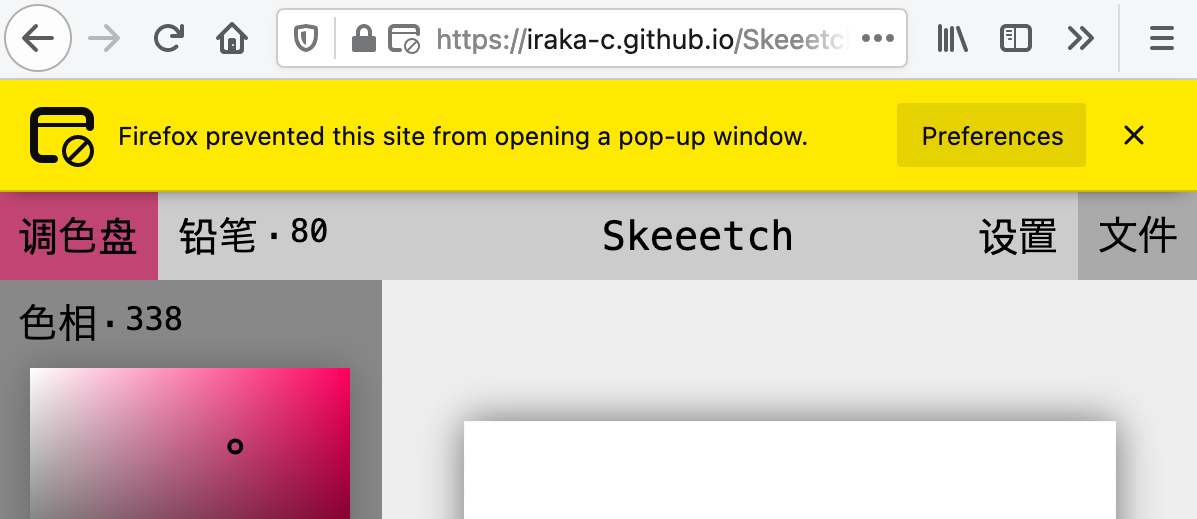 https://iraka-c.github.io/Skeeetc
Firefox prevented this site from opening a pop-up window. Preferences
调色盘 铅笔·80 Skeeetch 设置 文件
色相·338